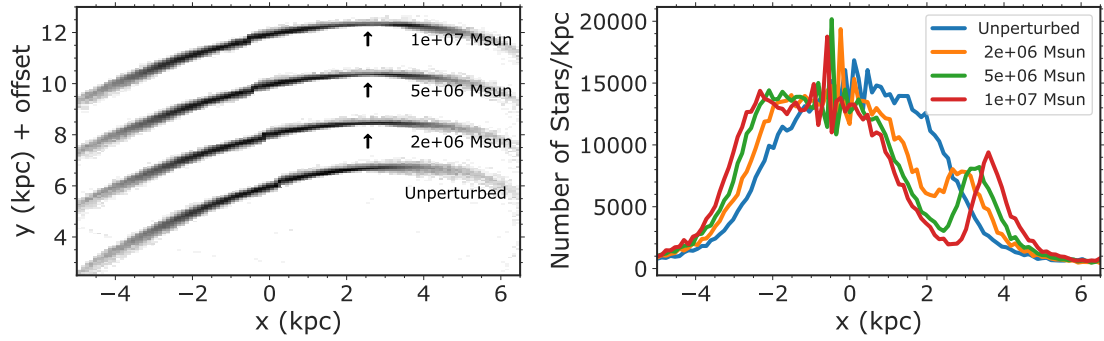 y (kpc) + offset
12
10
8
6
4
1e+07 Msun
5e+06 Msun
2e+06 Msun
Unperturbed
−4
−2
0
2
4
6
x (kpc)
Number of Stars/Kpc
20000
15000
10000
5000
0
Unperturbed
2e+06 Msun
5e+06 Msun
1e+07 Msun
−4
−2
0
2
4
6
x (kpc)